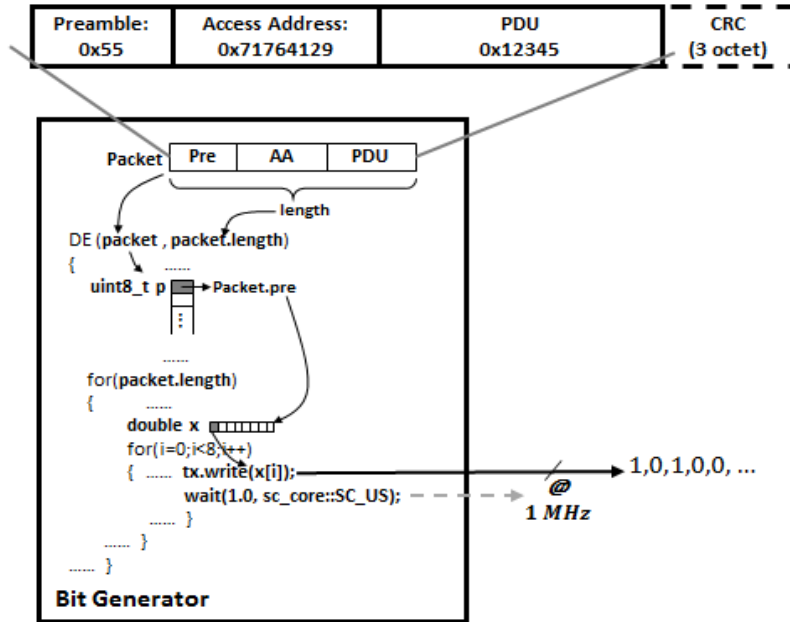 Preamble: Access Address: PDU CRC
0x55 0x71764129 0x12345 (3 octet)
Packet Pre AA PDU
length
DE (packet , packet.length)
{ ......
uint8_t p Packet.pre
⋮
......
for(packet.length)
{ ......
double x
for(i=0;i<8;i++)
{ ...... tx.write(x[i]); 1,0,1,0,0, ...
wait(1.0, sc_core::SC_US); @
1 MHz
...... }
...... }
...... }
Bit Generator